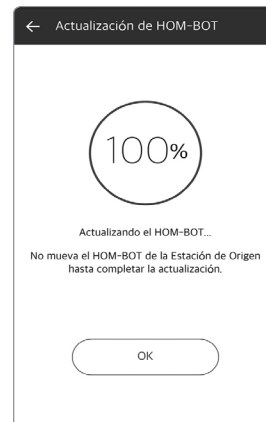 ← Actualización de HOM-BOT
100%
Actualizando el HOM-BOT...
No mueva el HOM-BOT de la Estación de Origen
hasta completar la actualización.
OK